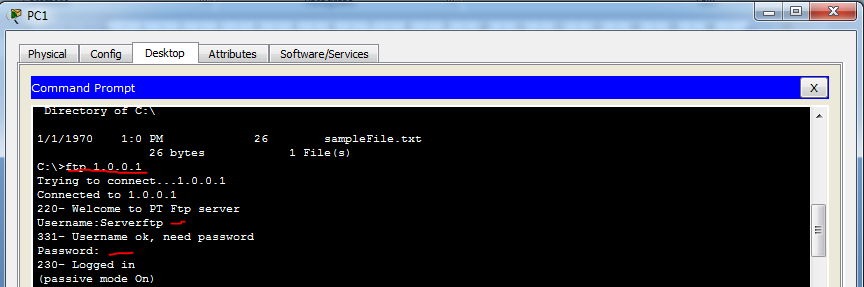 PC1
Physical Config Desktop Attributes Software/Services
Command Prompt
X
Directory of C:\
1/1/1970 1:0 PM 26 sampleFile.txt
26 bytes 1 File(s)
C:\>ftp 1.0.0.1
Trying to connect...1.0.0.1
Connected to 1.0.0.1
220- Welcome to PT Ftp server
Username:Serverftp
331- Username ok, need password
Password:
230- Logged in
(passive mode On)